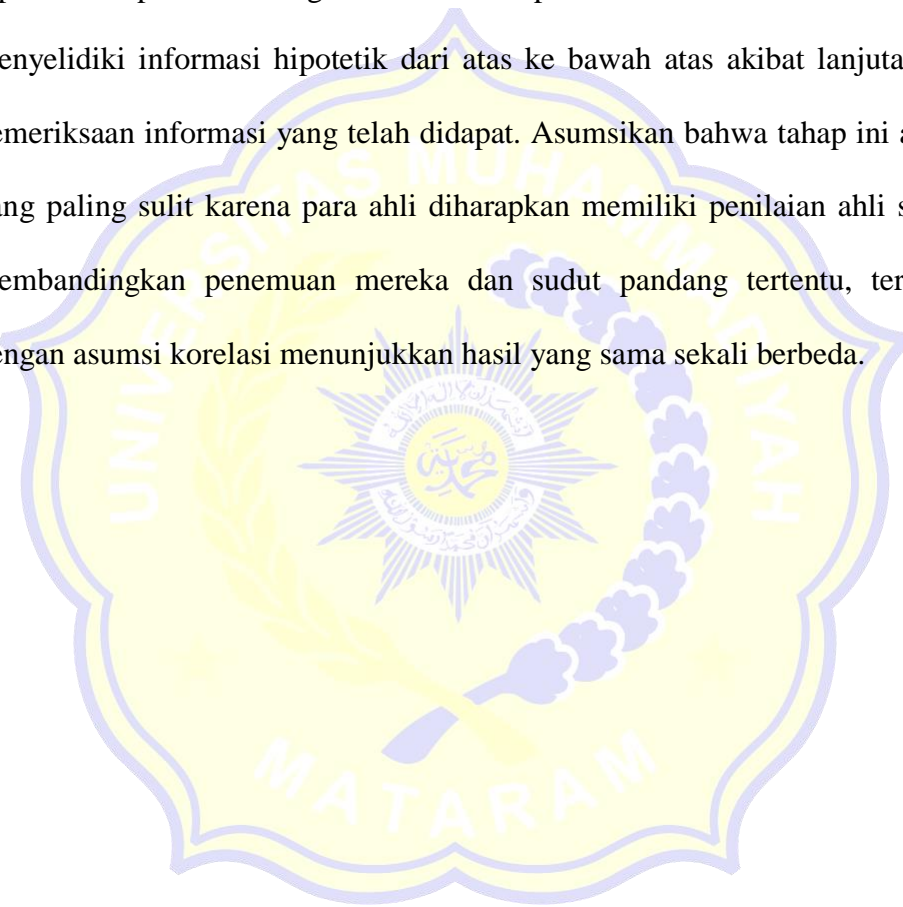 enyelidiki informasi hipotetik dari atas ke bawah atas akibat lanjuta
emeriksaan informasi yang telah didapat. Asumsikan bahwa tahap ini a
ang paling sulit karena para ahli diharapkan memiliki penilaian ahli s
embandingkan penemuan mereka dan sudut pandang tertentu, ter
engan asumsi korelasi menunjukkan hasil yang sama sekali berbeda.
UNIVERSITAS MUHAMMADIYAH
MATARAM